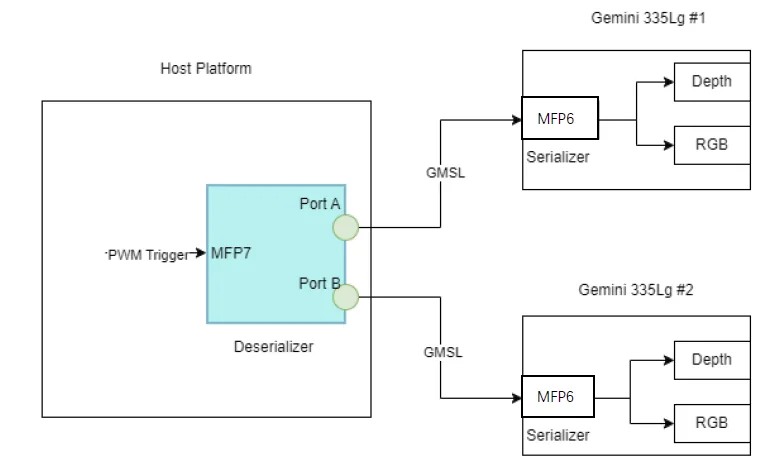 Gemini 335Lg #1
Host Platform
Depth
MFP6
RGB
Serializer
GMSL
Port A
PWM Trigger
MFP7
Port B
Gemini 335Lg #2
Deserializer
GMSL
Depth
MFP6
RGB
Serializer